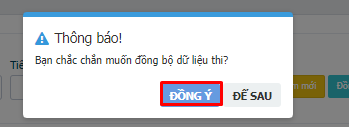 Thông báo!
Bạn chắc chắn muốn đồng bộ dữ liệu thi?
ĐỒNG Ý ĐỂ SAU